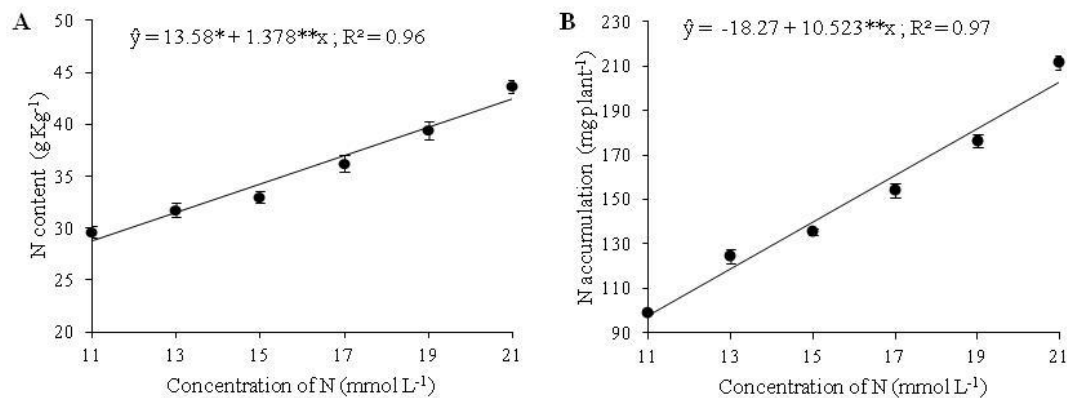 A
ŷ = 13.58* + 1.378**x ; R² = 0.96
N content (g Kg⁻¹)
50
45
40
35
30
25
20
11 13 15 17 19 21
Concentration of N (mmol L⁻¹)
B
ŷ = -18.27 + 10.523**x ; R² = 0.97
N accumulation (mg plant⁻¹)
230
210
190
170
150
130
110
90
11 13 15 17 19 21
Concentration of N (mmol L⁻¹)